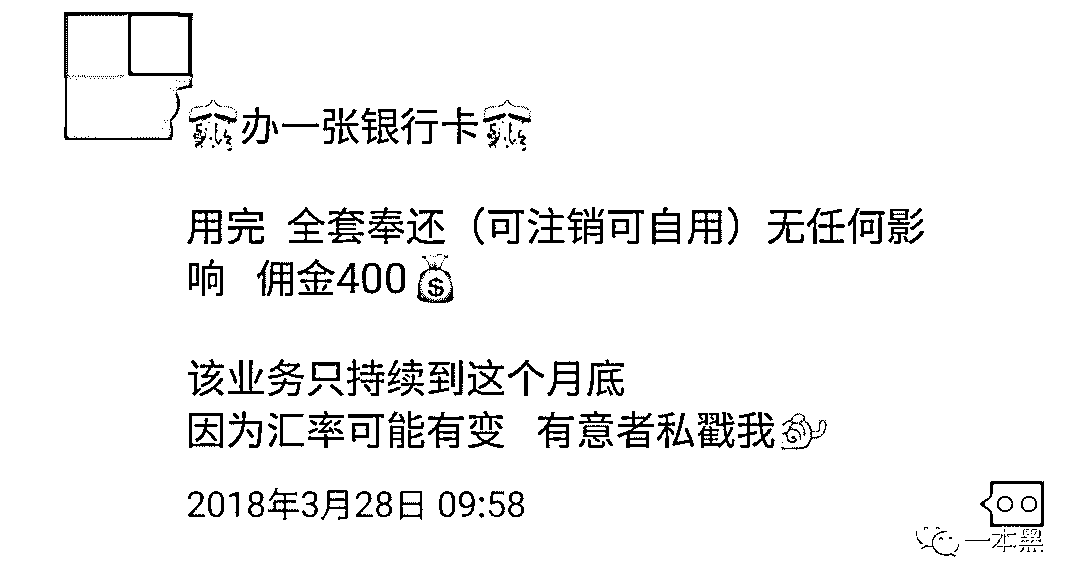 办一张银行卡
用完 全套奉还（可注销可自用）无任何影
响 佣金400
该业务只持续到这个月底
因为汇率可能有变 有意者私戳我
2018年3月28日 09:58
一本黑